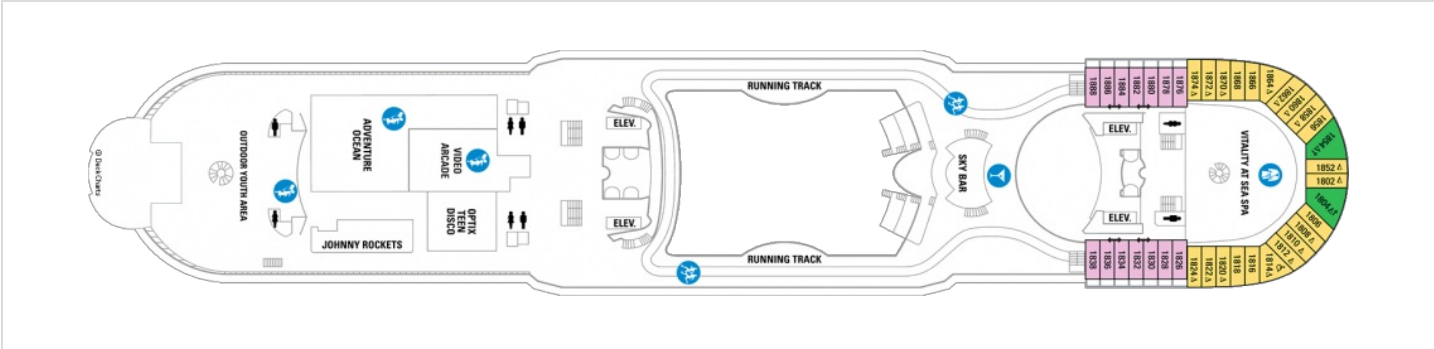 © DeckCharts
OUTDOOR YOUTH AREA
ADVENTURE
OCEAN
VIDEO
ARCADE
OPTIX
TEEN
DISCO
JOHNNY ROCKETS
ELEV.
ELEV.
RUNNING TRACK
RUNNING TRACK
SKY BAR
ELEV.
ELEV.
VITALITY AT SEA SPA
1888
1886
1884
1882
1880
1878
1876
1874
1872
1870
1868
1866
1864
1862
1860
1858
1856
1854
1852
1802
1804
1806
1808
1810
1812
1814
1816
1818
1820
1822
1824
1826
1828
1830
1832
1834
1836
1838